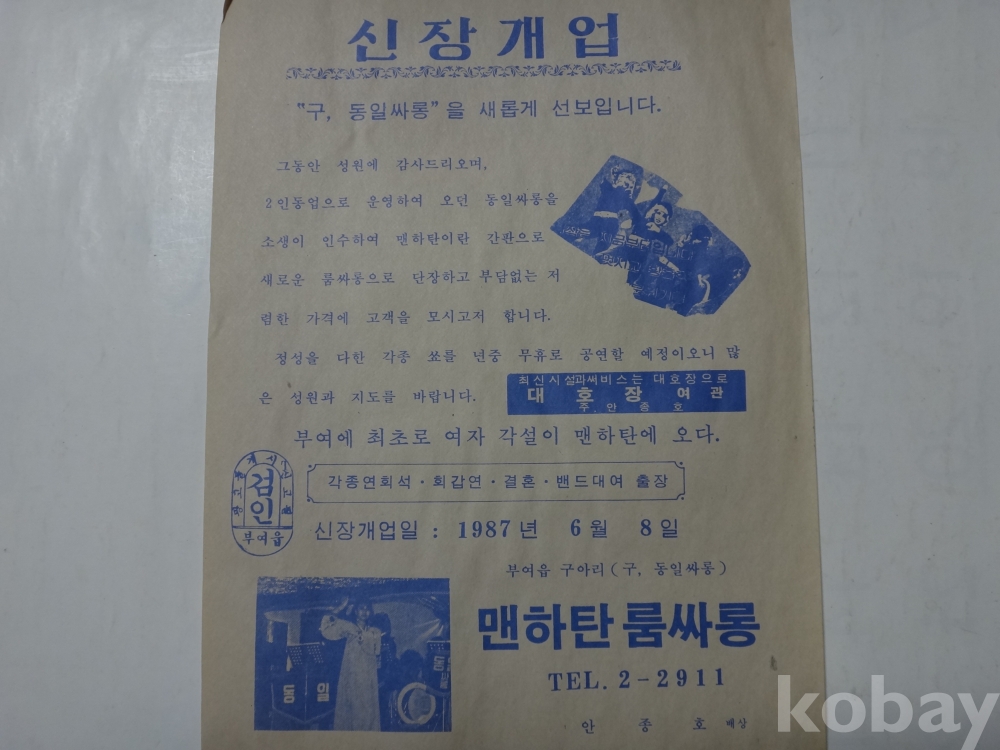 신장개업
"구, 동일싸롱"을 새롭게 선보입니다.
그동안 성원에 감사드리오며,
2인동업으로 운영하여 오던 동일싸롱을
소생이 인수하여 맨하탄이란 간판으로
새로운 룸싸롱으로 단장하고 부담없는 저
렴한 가격에 고객을 모시고저 합니다.
정성을 다한 각종 쑈를 년중 무휴로 공연할 예정이오니 많
은 성원과 지도를 바랍니다.
최신시설과써비스는 대호장으로
대호장 여관
주 안 종 호
부여에 최초로 여자 각설이 맨하탄에 오다.
각종연회석·회갑연·결혼·밴드대여 출장
검인
부여읍
신장개업일 : 1987년 6월 8일
부여읍 구아리(구, 동일싸롱)
맨하탄 룸싸롱
TEL. 2-2911
안 종 호 배상
동 일
동
kobay